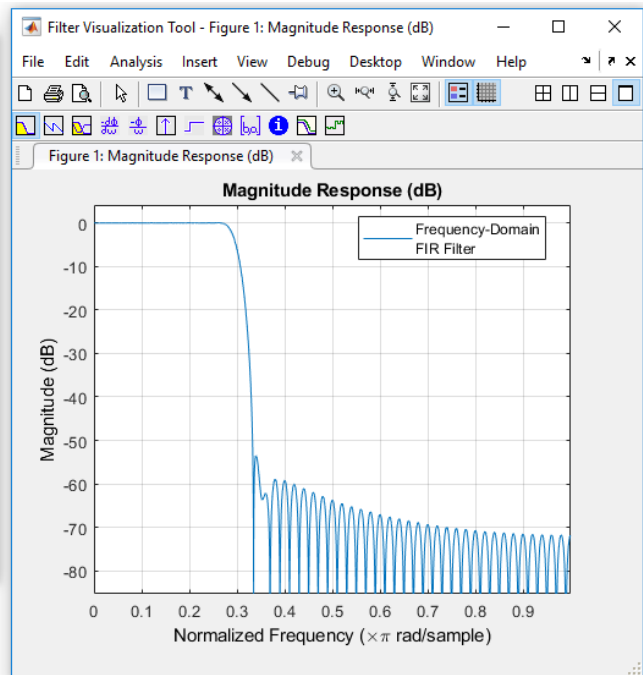 Filter Visualization Tool - Figure 1: Magnitude Response (dB)
File Edit Analysis Insert View Debug Desktop Window Help
Figure 1: Magnitude Response (dB)
Magnitude Response (dB)
Frequency-Domain
FIR Filter
0
-10
-20
-30
-40
-50
-60
-70
-80
Magnitude (dB)
0 0.1 0.2 0.3 0.4 0.5 0.6 0.7 0.8 0.9
Normalized Frequency (×π rad/sample)